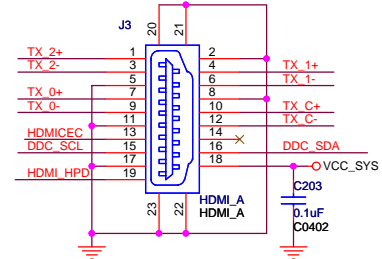 J3
20 21
TX_2+ 1 2
TX_2- 3 4 TX_1+
5 6 TX_1-
TX_0+ 7 8
TX_0- 9 10 TX_C+
11 12 TX_C-
HDMICEC 13 14
DDC_SCL 15 16 DDC_SDA
17 18 VCC_SYS
HDMI_HPD 19
23 22
HDMI_A
HDMI_A
C203
0.1uF
C0402